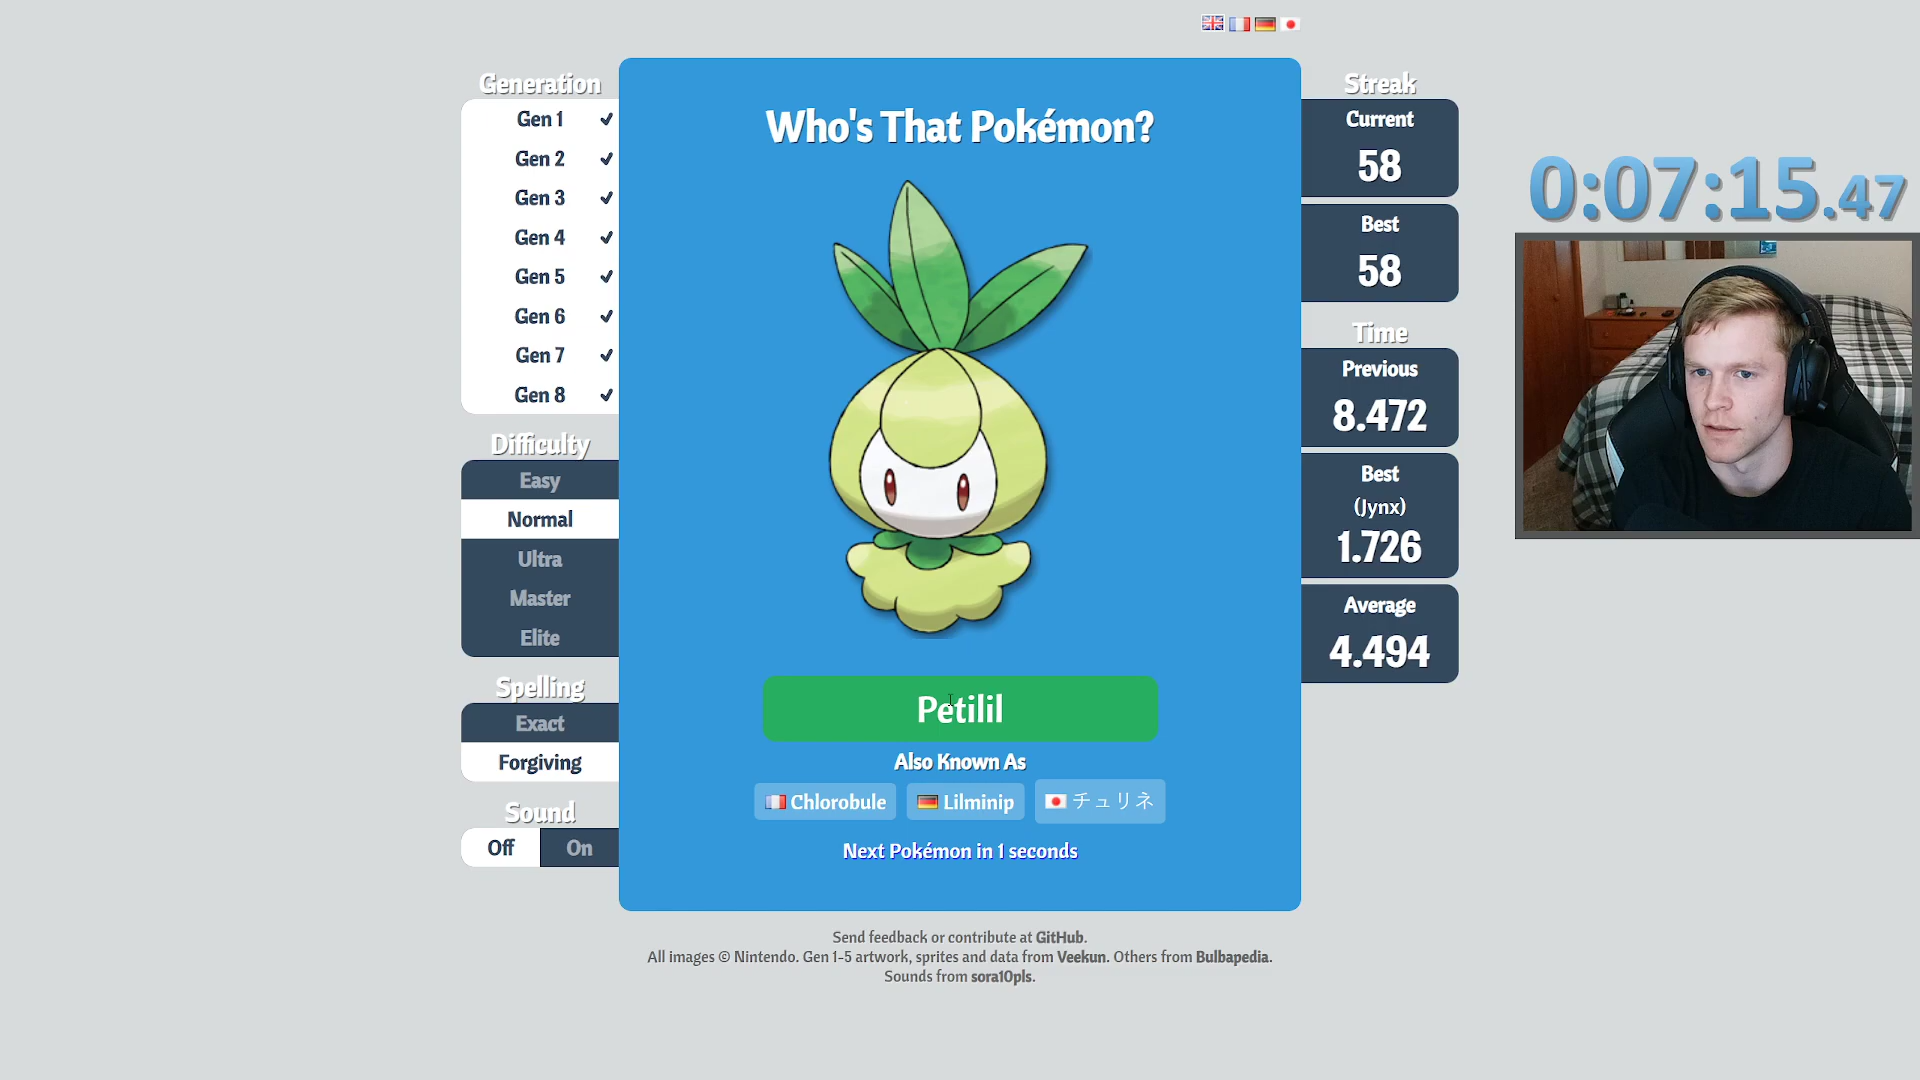 Generation
Gen 1
Gen 2
Gen 3
Gen 4
Gen 5
Gen 6
Gen 7
Gen 8
Difficulty
Easy
Normal
Ultra
Master
Elite
Spelling
Exact
Forgiving
Sound
Off On
Who's That Pokémon?
Petilil
Also Known As
Chlorobule Lilminip チュリネ
Next Pokémon in 1 seconds
Streak
Current
58
Best
58
Time
Previous
8.472
Best
(Jynx)
1.726
Average
4.494
0:07:15.47
Send feedback or contribute at GitHub.
All images © Nintendo. Gen 1-5 artwork, sprites and data from Veekun. Others from Bulbapedia.
Sounds from sora10pls.